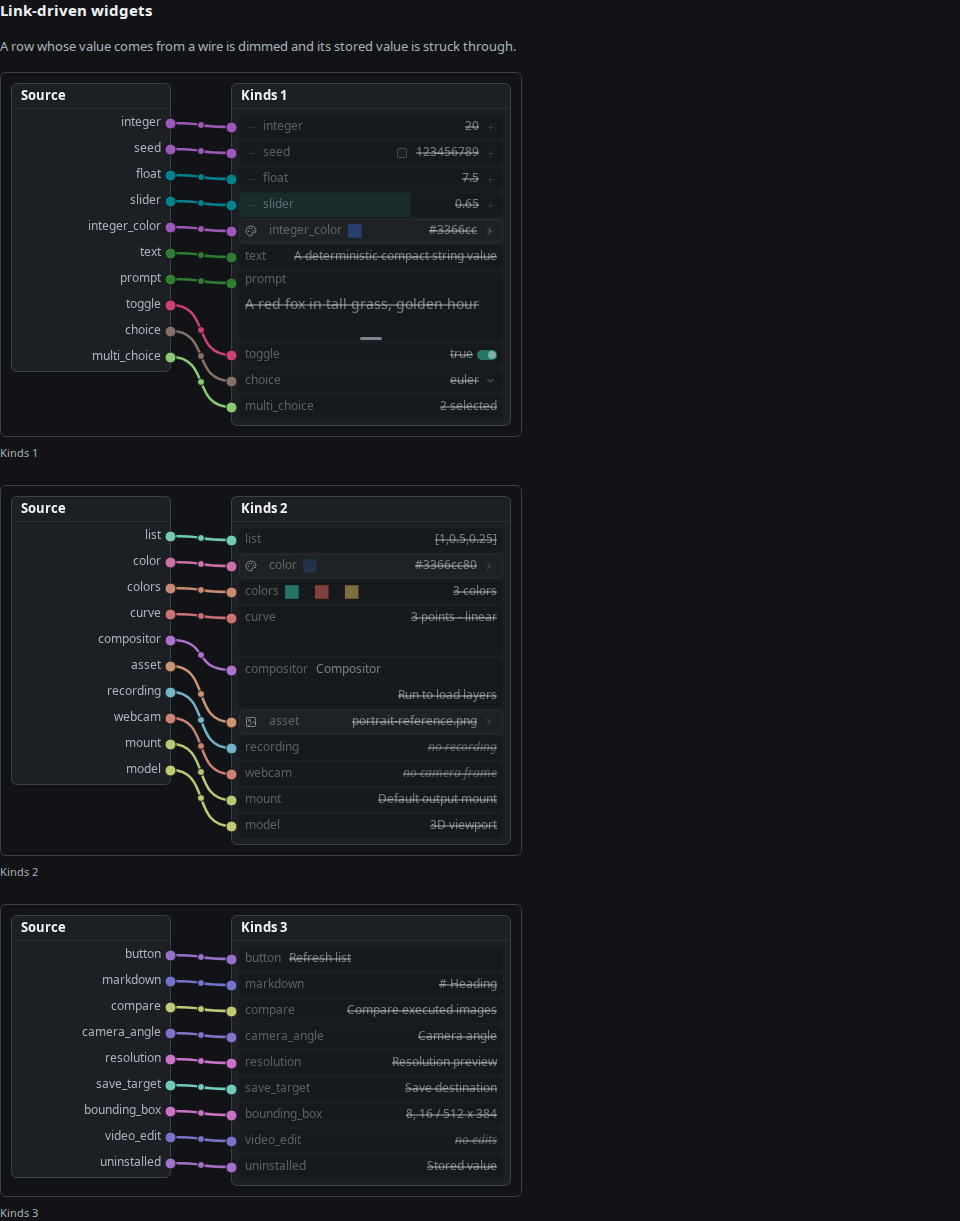 Link-driven widgets
A row whose value comes from a wire is dimmed and its stored value is struck through.
Source
integer
seed
float
slider
integer_color
text
prompt
toggle
choice
multi_choice
Kinds 1
– integer 20 +
– seed 123456789 +
– float 7.5 +
– slider 0.65 +
integer_color #3366cc
text A deterministic compact string value
prompt
A red fox in tall grass, golden hour
toggle true
choice euler
multi_choice 2 selected
Kinds 1
Source
list
color
colors
curve
compositor
asset
recording
webcam
mount
model
Kinds 2
list [1,0.5,0.25]
color #3366cc80
colors 3 colors
curve 3 points - linear
compositor Compositor
Run to load layers
asset portrait-reference.png
recording no recording
webcam no camera frame
mount Default output mount
model 3D viewport
Kinds 2
Source
button
markdown
compare
camera_angle
resolution
save_target
bounding_box
video_edit
uninstalled
Kinds 3
button Refresh list
markdown # Heading
compare Compare executed images
camera_angle Camera angle
resolution Resolution preview
save_target Save destination
bounding_box 8, 16 / 512 x 384
video_edit no edits
uninstalled Stored value
Kinds 3